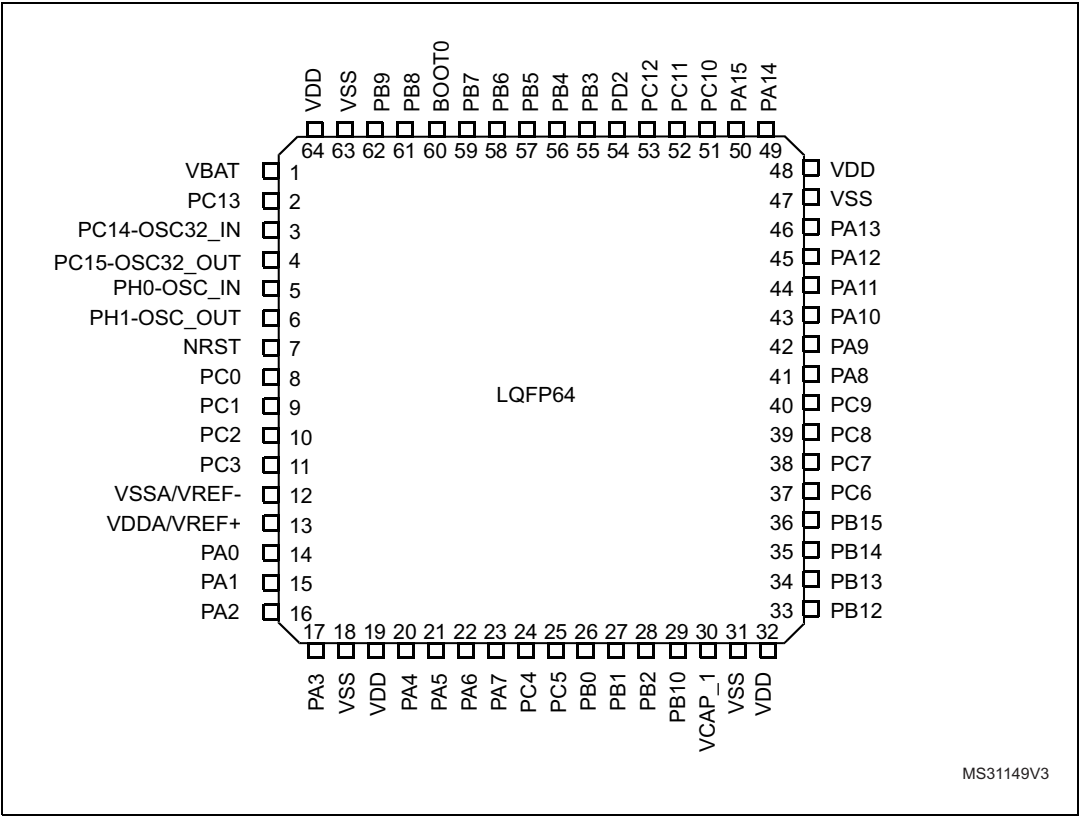 VDD VSS PB9 PB8 BOOT0 PB7 PB6 PB5 PB4 PB3 PD2 PC12 PC11 PC10 PA15 PA14
64 63 62 61 60 59 58 57 56 55 54 53 52 51 50 49
VBAT 1 48 VDD
PC13 2 47 VSS
PC14-OSC32_IN 3 46 PA13
PC15-OSC32_OUT 4 45 PA12
PH0-OSC_IN 5 44 PA11
PH1-OSC_OUT 6 43 PA10
NRST 7 42 PA9
PC0 8 41 PA8
LQFP64
PC1 9 40 PC9
PC2 10 39 PC8
PC3 11 38 PC7
VSSA/VREF- 12 37 PC6
VDDA/VREF+ 13 36 PB15
PA0 14 35 PB14
PA1 15 34 PB13
PA2 16 33 PB12
17 18 19 20 21 22 23 24 25 26 27 28 29 30 31 32
PA3 VSS VDD PA4 PA5 PA6 PA7 PC4 PC5 PB0 PB1 PB2 PB10 VCAP_1 VSS VDD
MS31149V3